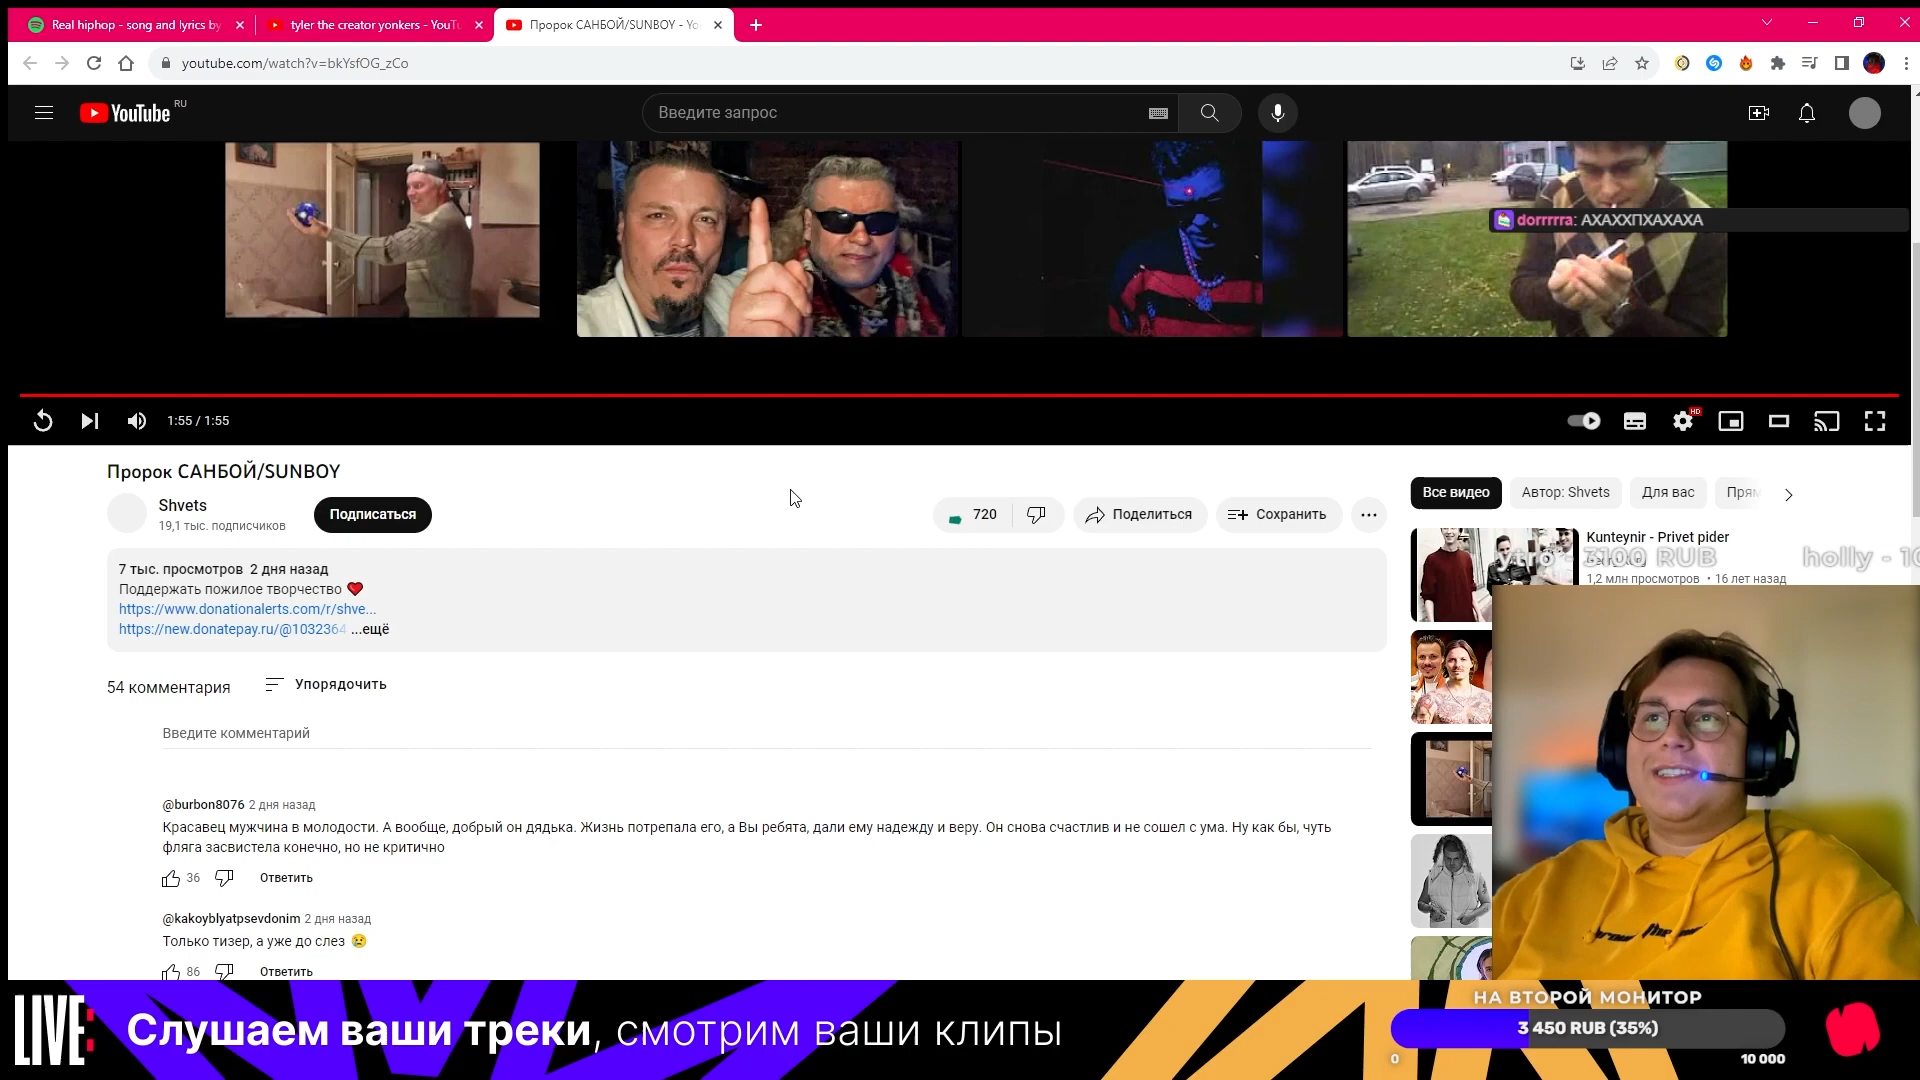 Real hiphop - song and lyrics by
tyler the creator yonkers - YouTu
Пророк САНБОЙ/SUNBOY - Yo
youtube.com/watch?v=bkYsfOG_zCo
YouTube
RU
Введите запрос
dorrrrra: АХАХХПХАХАХА
1:55 / 1:55
HD
Пророк САНБОЙ/SUNBOY
Shvets
19,1 тыс. подписчиков
Подписаться
720
Поделиться
Сохранить
7 тыс. просмотров 2 дня назад
Поддержать пожилое творчество ❤️
https://www.donationalerts.com/r/shve...
https://new.donatepay.ru/@1032364 ...ещё
54 комментария
Упорядочить
Введите комментарий
@burbon8076 2 дня назад
Красавец мужчина в молодости. А вообще, добрый он дядька. Жизнь потрепала его, а Вы ребята, дали ему надежду и веру. Он снова счастлив и не сошел с ума. Ну как бы, чуть
фляга засвистела конечно, но не критично
36
Ответить
@kakoyblyatpsevdonim 2 дня назад
Только тизер, а уже до слез 😢
86
Ответить
Все видео
Автор: Shvets
Для вас
Прям
Kunteynir - Privet pider
ytro - 3100 RUB
holly - 10
1,2 млн просмотров • 16 лет назад
LIVE:
Слушаем ваши треки, смотрим ваши клипы
НА ВТОРОЙ МОНИТОР
3 450 RUB (35%)
0
10 000